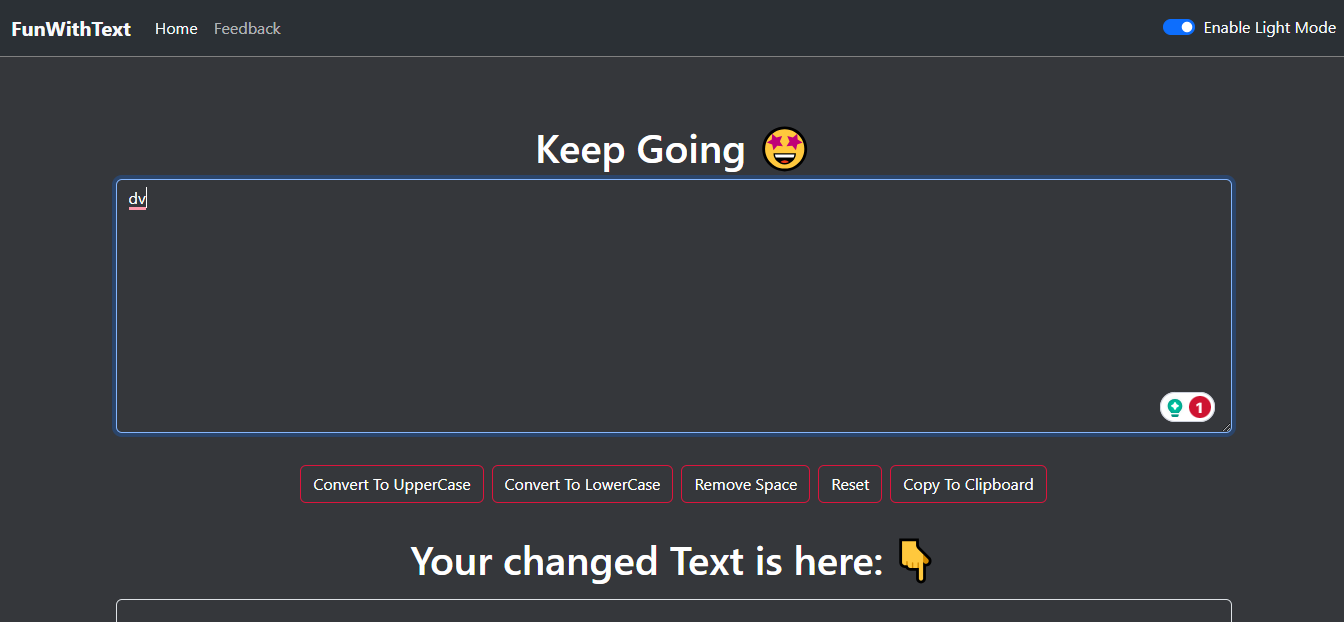 FunWithText Home Feedback Enable Light Mode
Keep Going 🤩
dv
1
Convert To UpperCase Convert To LowerCase Remove Space Reset Copy To Clipboard
Your changed Text is here: 👇